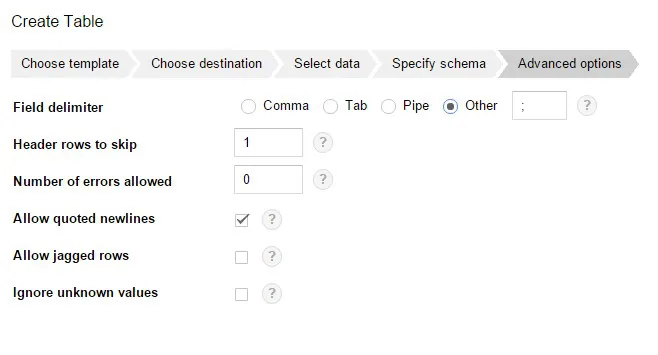 Create Table
Choose template Choose destination Select data Specify schema Advanced options
Field delimiter Comma Tab Pipe Other ; ?
Header rows to skip 1 ?
Number of errors allowed 0 ?
Allow quoted newlines ?
Allow jagged rows ?
Ignore unknown values ?